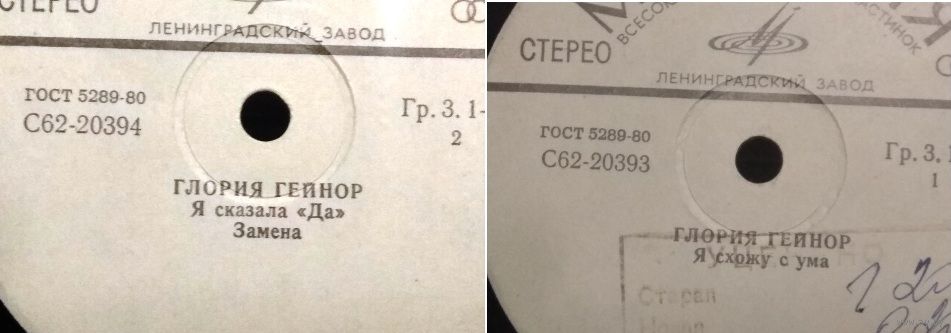 СТЕРЕО
ЛЕНИНГРАДСКИЙ ЗАВОД
ГОСТ 5289-80
С62-20394
Гр. 3. 1-
2
ГЛОРИЯ ГЕЙНОР
Я сказала «Да»
Замена
СТЕРЕО
ЛЕНИНГРАДСКИЙ ЗАВОД
ГОСТ 5289-80
С62-20393
Гр. 3.
1
ГЛОРИЯ ГЕЙНОР
Я схожу с ума
Старая